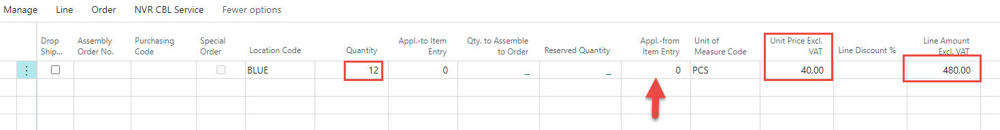 Manage Line Order NVR CBL Service Fewer options
Drop Assembly Purchasing Special Appl.-to Item Qty. to Assemble Appl.-from Unit of Unit Price Excl. Line Amount
Ship... Order No. Code Order Location Code Quantity Entry to Order Reserved Quantity Item Entry Measure Code VAT Line Discount % Excl. VAT
BLUE 12 0 _ _ 0 PCS 40,00 480,00